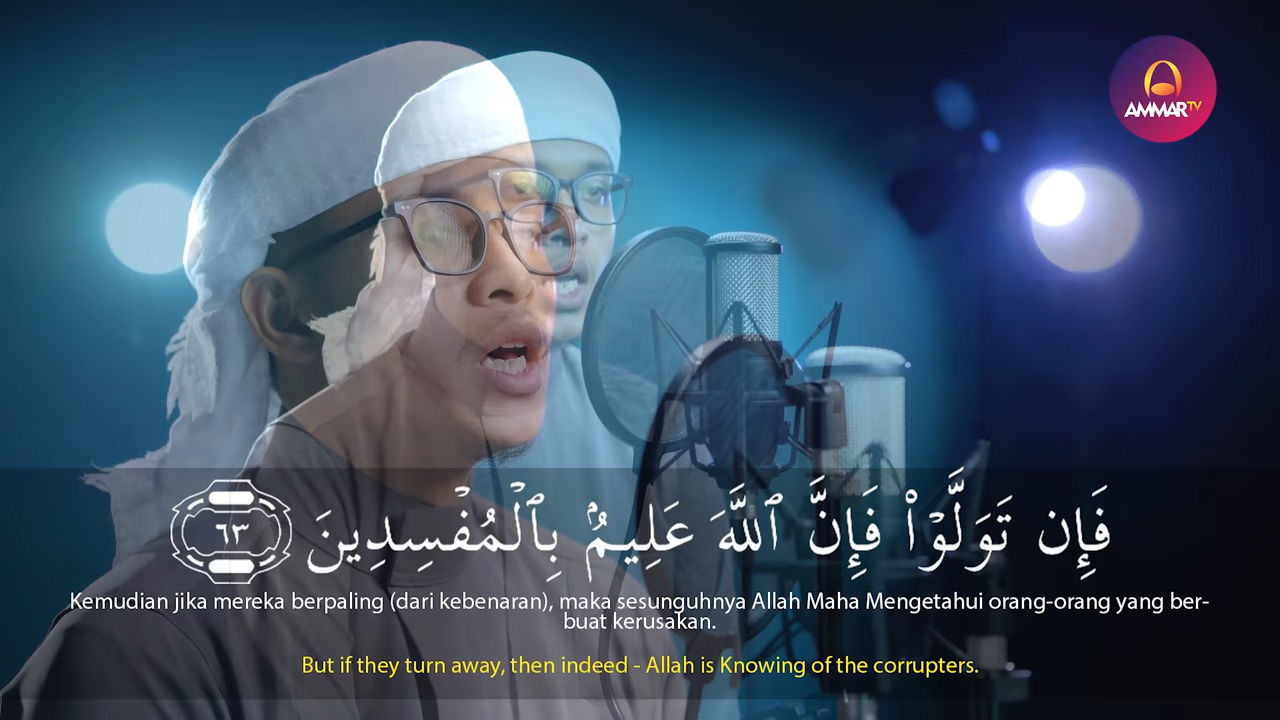 AMMAR TV
فَإِن تَوَلَّوْا۟ فَإِنَّ ٱللَّهَ عَلِيمٌۢ بِٱلْمُفْسِدِينَ ٦٣
Kemudian jika mereka berpaling (dari kebenaran), maka sesunguhnya Allah Maha Mengetahui orang-orang yang ber-
buat kerusakan.
But if they turn away, then indeed - Allah is Knowing of the corrupters.